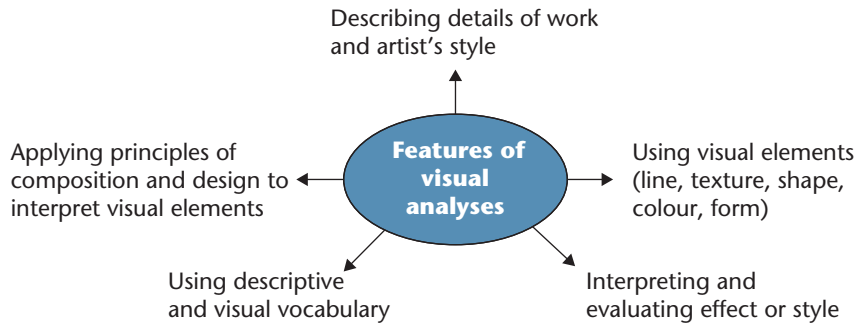 Describing details of work
and artist's style
Features of
visual
analyses
Applying principles of
composition and design to
interpret visual elements
Using visual elements
(line, texture, shape,
colour, form)
Using descriptive
and visual vocabulary
Interpreting and
evaluating effect or style